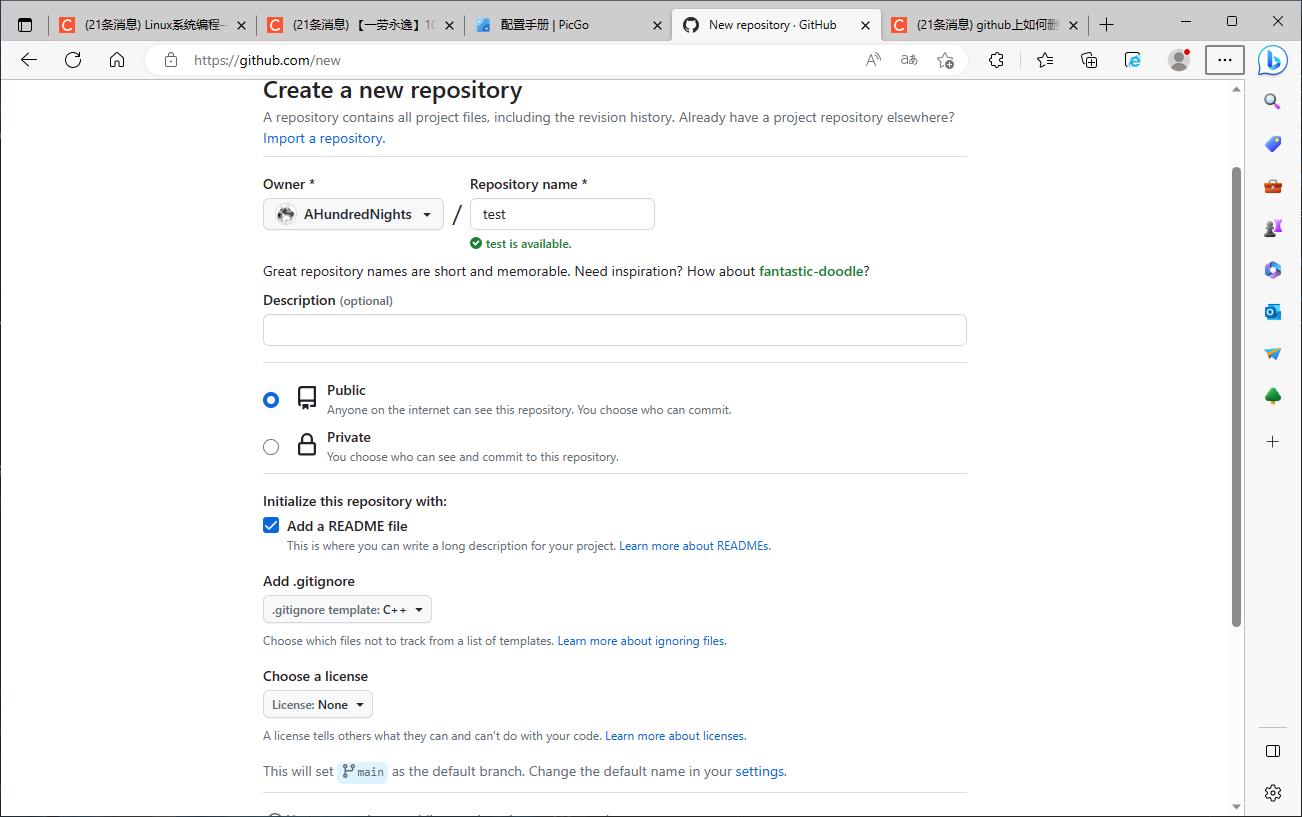 (21条消息) Linux系统编程—
(21条消息) 【一劳永逸】10
配置手册 | PicGo
New repository · GitHub
(21条消息) github上如何删
https://github.com/new
Create a new repository
A repository contains all project files, including the revision history. Already have a project repository elsewhere?
Import a repository.
Owner *
Repository name *
AHundredNights
/
test
test is available.
Great repository names are short and memorable. Need inspiration? How about fantastic-doodle?
Description (optional)
Public
Anyone on the internet can see this repository. You choose who can commit.
Private
You choose who can see and commit to this repository.
Initialize this repository with:
Add a README file
This is where you can write a long description for your project. Learn more about READMEs.
Add .gitignore
.gitignore template: C++
Choose which files not to track from a list of templates. Learn more about ignoring files.
Choose a license
License: None
A license tells others what they can and can't do with your code. Learn more about licenses.
This will set main as the default branch. Change the default name in your settings.